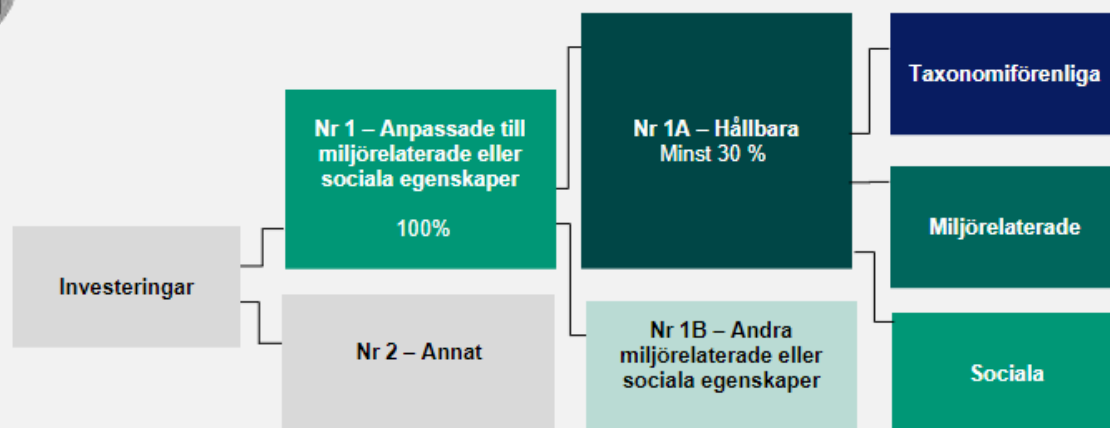 Investeringar
Nr 1 – Anpassade till
miljörelaterade eller
sociala egenskaper
100%
Nr 2 – Annat
Nr 1A – Hållbara
Minst 30 %
Nr 1B – Andra
miljörelaterade eller
sociala egenskaper
Taxonomiförenliga
Miljörelaterade
Sociala